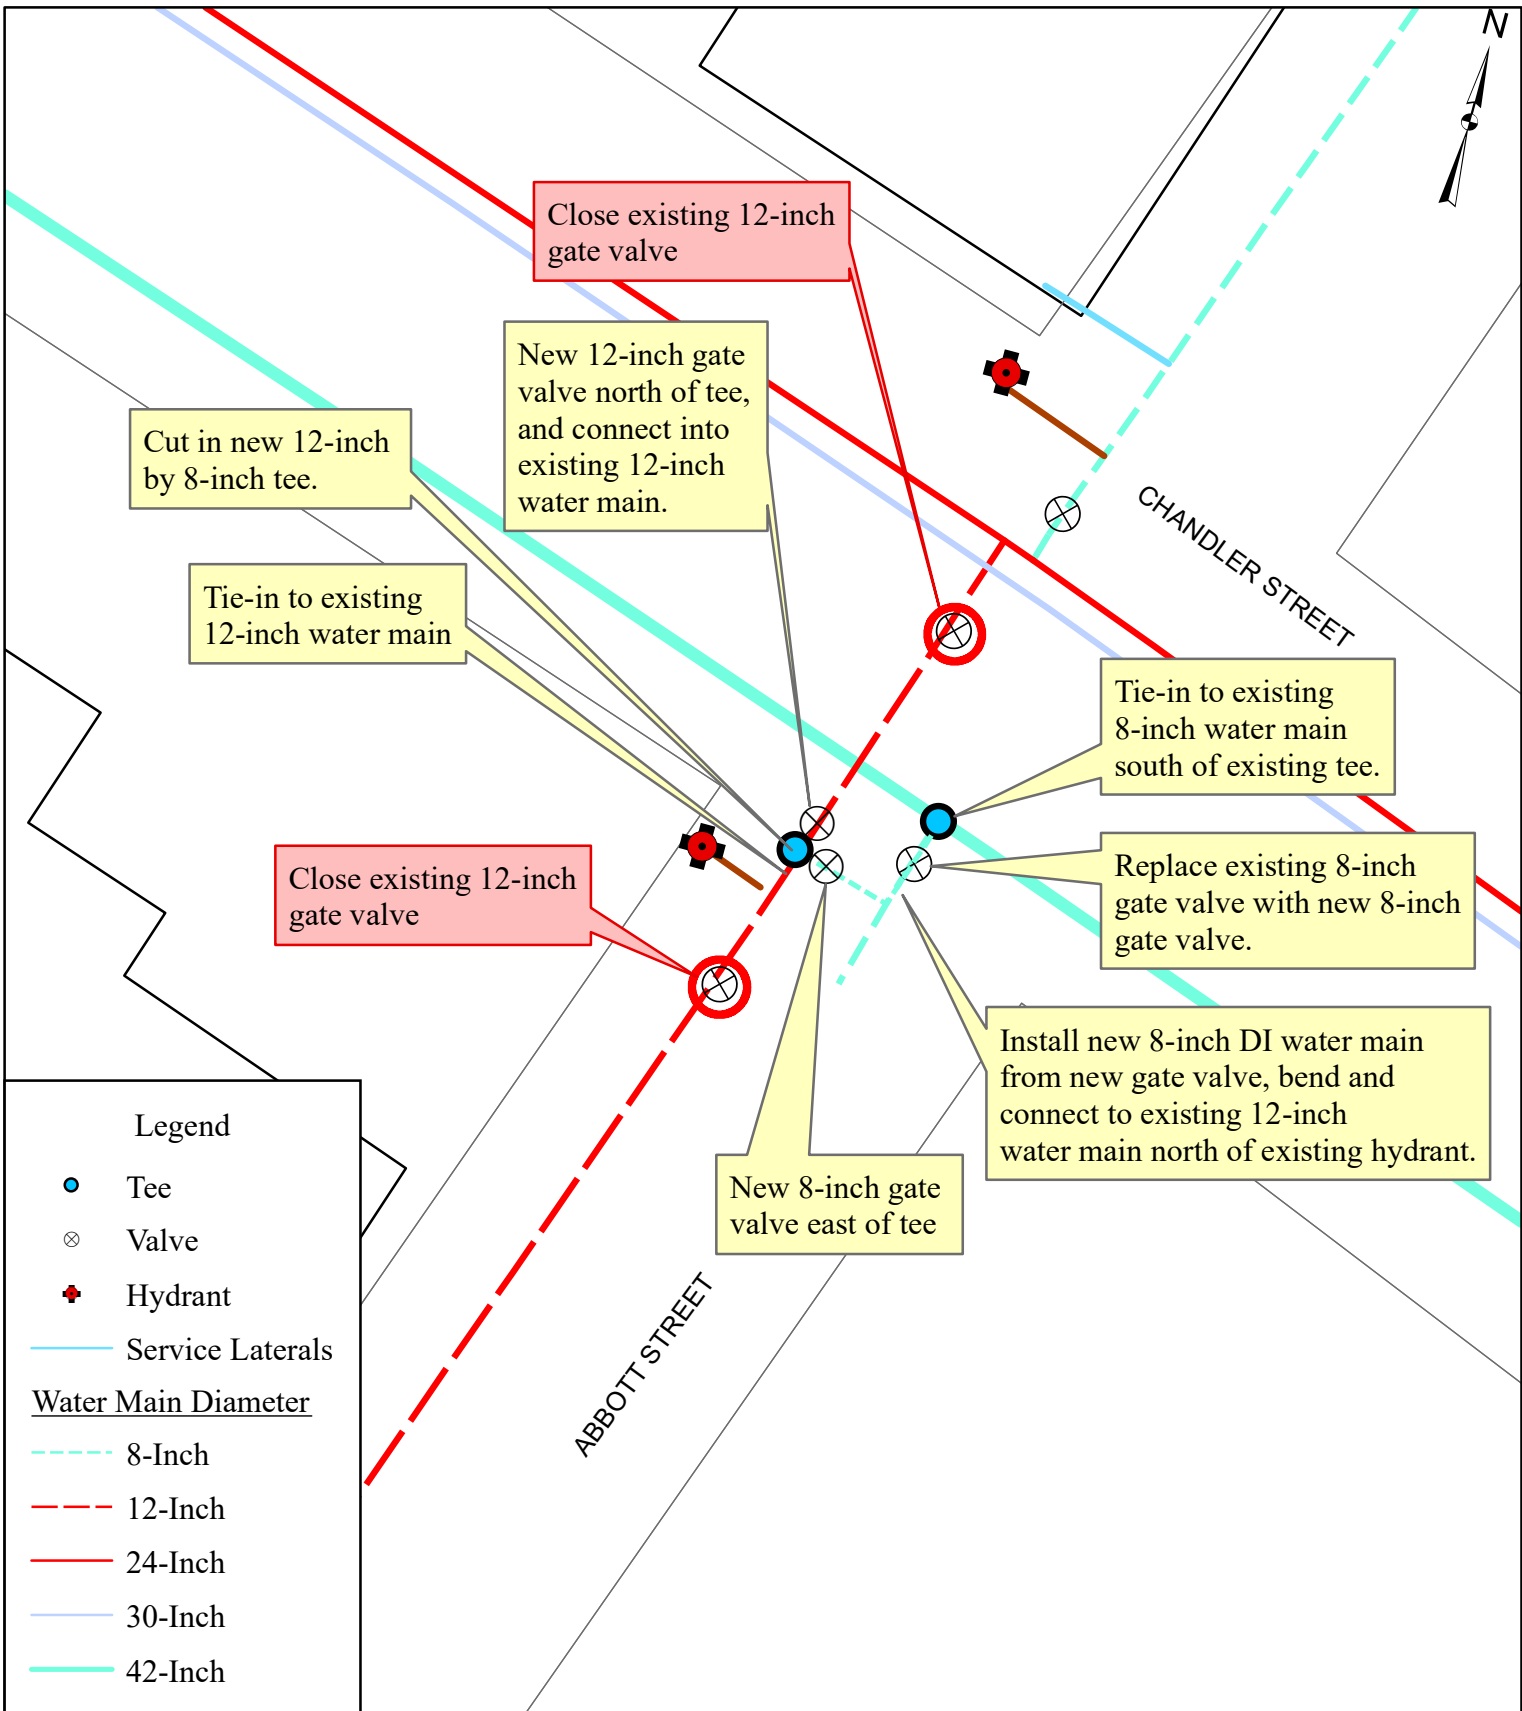 N
Close existing 12-inch
gate valve
New 12-inch gate
valve north of tee,
and connect into
existing 12-inch
water main.
Cut in new 12-inch
by 8-inch tee.
Tie-in to existing
12-inch water main
CHANDLER STREET
Tie-in to existing
8-inch water main
south of existing tee.
Replace existing 8-inch
gate valve with new 8-inch
gate valve.
Close existing 12-inch
gate valve
Install new 8-inch DI water main
from new gate valve, bend and
connect to existing 12-inch
water main north of existing hydrant.
New 8-inch gate
valve east of tee
ABBOTT STREET
Legend
Tee
Valve
Hydrant
Service Laterals
Water Main Diameter
8-Inch
12-Inch
24-Inch
30-Inch
42-Inch